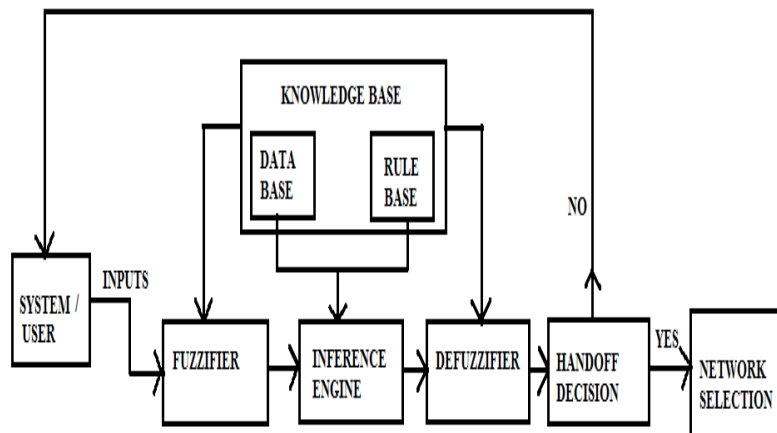 KNOWLEDGE BASE
DATA
BASE
RULE
BASE
NO
INPUTS
SYSTEM /
USER
FUZZIFIER
INFERENCE
ENGINE
DEFUZZIFIER
HANDOFF
DECISION
YES
NETWORK
SELECTION